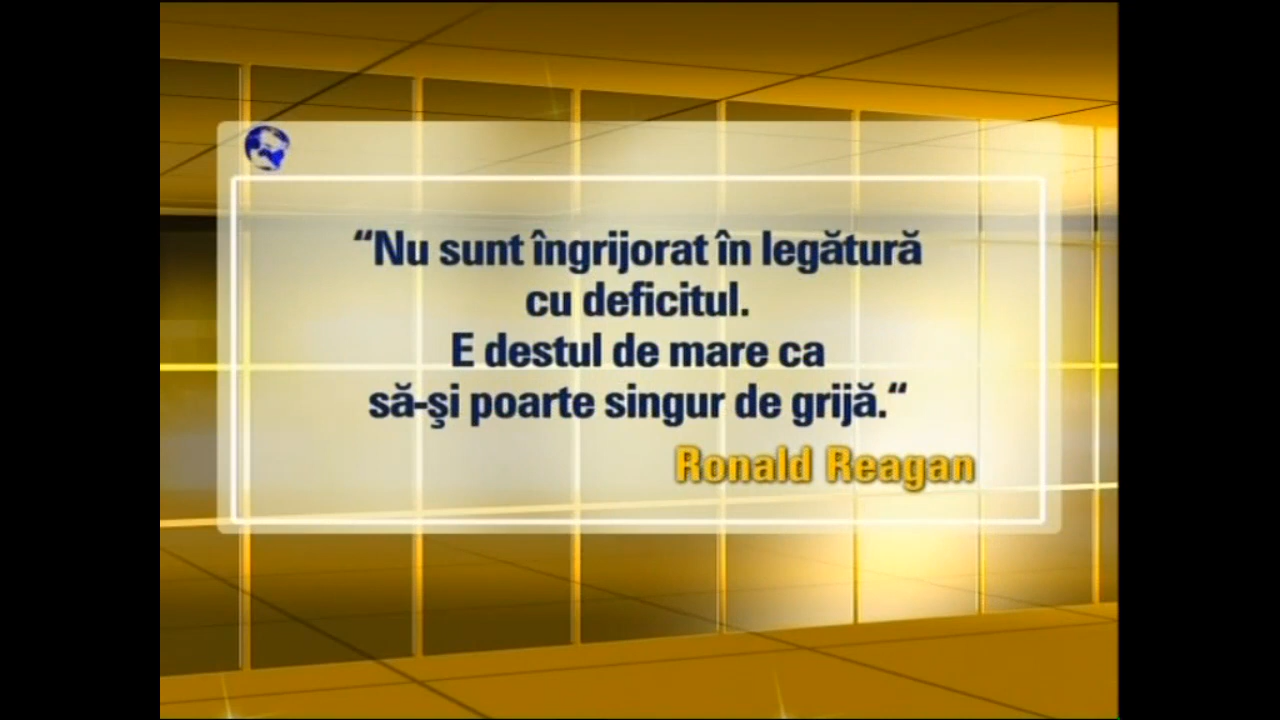 “Nu sunt îngrijorat în legătură
cu deficitul.
E destul de mare ca
să-şi poarte singur de grijă.“
Ronald Reagan